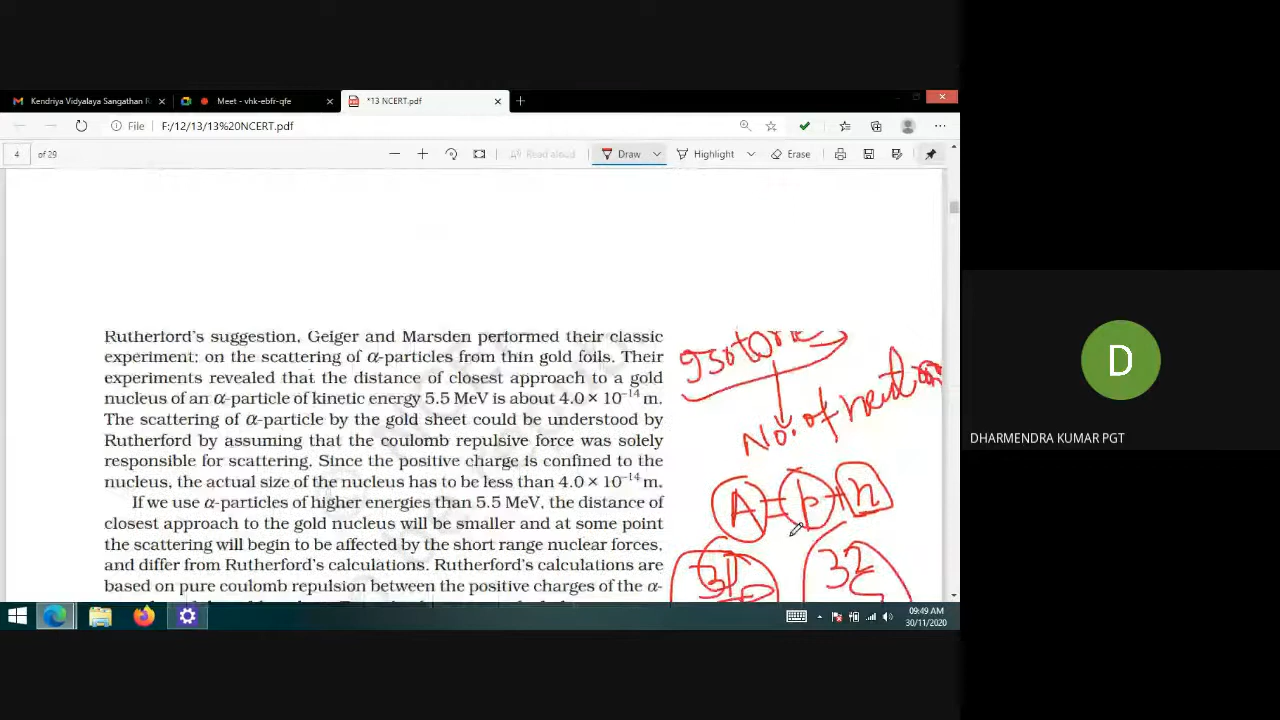 Kendriya Vidyalaya Sangathan R
Meet - vhk-ebfr-qfe
*13 NCERT.pdf
File
F:/12/13/13%20NCERT.pdf
4 of 29
Read aloud
Draw
Highlight
Erase
Rutherford's suggestion, Geiger and Marsden performed their classic
experiment: on the scattering of α-particles from thin gold foils. Their
experiments revealed that the distance of closest approach to a gold
nucleus of an α-particle of kinetic energy 5.5 MeV is about 4.0 × 10⁻¹⁴ m.
The scattering of α-particle by the gold sheet could be understood by
Rutherford by assuming that the coulomb repulsive force was solely
responsible for scattering. Since the positive charge is confined to the
nucleus, the actual size of the nucleus has to be less than 4.0 × 10⁻¹⁴ m.
If we use α-particles of higher energies than 5.5 MeV, the distance of
closest approach to the gold nucleus will be smaller and at some point
the scattering will begin to be affected by the short range nuclear forces,
and differ from Rutherford's calculations. Rutherford's calculations are
based on pure coulomb repulsion between the positive charges of the α-
No. of
A = p + n
31
32
DHARMENDRA KUMAR PGT
D
09:49 AM
30/11/2020